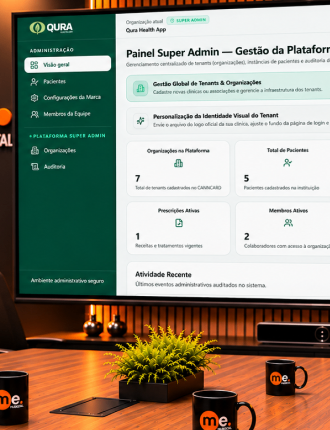 QURA
Organização atual
SUPER ADMIN
Qura Health App
ADMINISTRAÇÃO
Visão geral
Pacientes
Configurações da Marca
Membros da Equipe
PLATAFORMA SUPER ADMIN
Organizações
Auditoria
Ambiente administrativo seguro
Painel Super Admin — Gestão da Plataform
Gerenciamento centralizado de tenants (organizações), instâncias de pacientes e auditoria d
Gestão Global de Tenants & Organizações
Cadastre novas clínicas ou associações e gerencie a infraestrutura dos tenants.
Personalização da Identidade Visual do Tenant
Envie o arquivo da logo oficial da sua clínica, ajuste o fundo da página de login e
Organizações na Plataforma
7
Total de tenants cadastrados no CANNCARD
Total de Pacientes
5
Pacientes cadastrados na instituição
Prescrições Ativas
1
Receitas e tratamentos vigentes
Membros Ativos
2
Colaboradores com acesso à organizaçã
Atividade Recente
Últimos eventos administrativos auditados no sistema.
TAL
me.
me.
me.